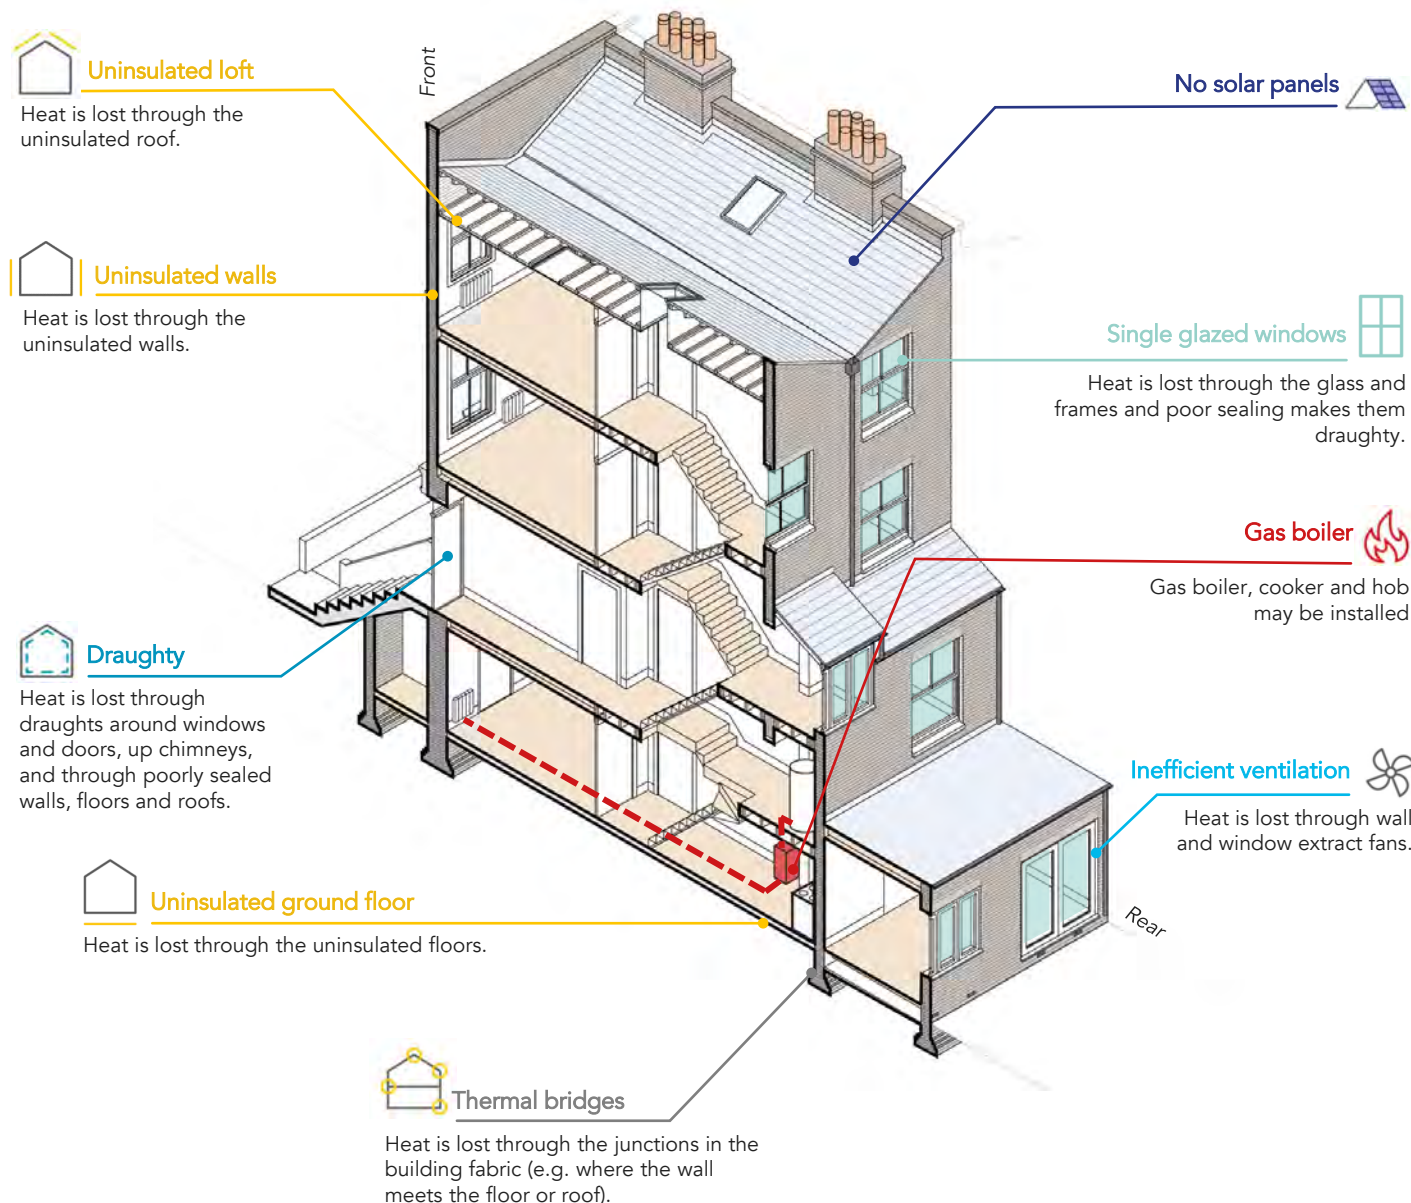 Front
Uninsulated loft
Heat is lost through the
uninsulated roof.
No solar panels
Uninsulated walls
Heat is lost through the
uninsulated walls.
Single glazed windows
Heat is lost through the glass and
frames and poor sealing makes them
draughty.
Gas boiler
Gas boiler, cooker and hob
may be installed
Draughty
Heat is lost through
draughts around windows
and doors, up chimneys,
and through poorly sealed
walls, floors and roofs.
Inefficient ventilation
Heat is lost through wall
and window extract fans.
Uninsulated ground floor
Heat is lost through the uninsulated floors.
Rear
Thermal bridges
Heat is lost through the junctions in the
building fabric (e.g. where the wall
meets the floor or roof).